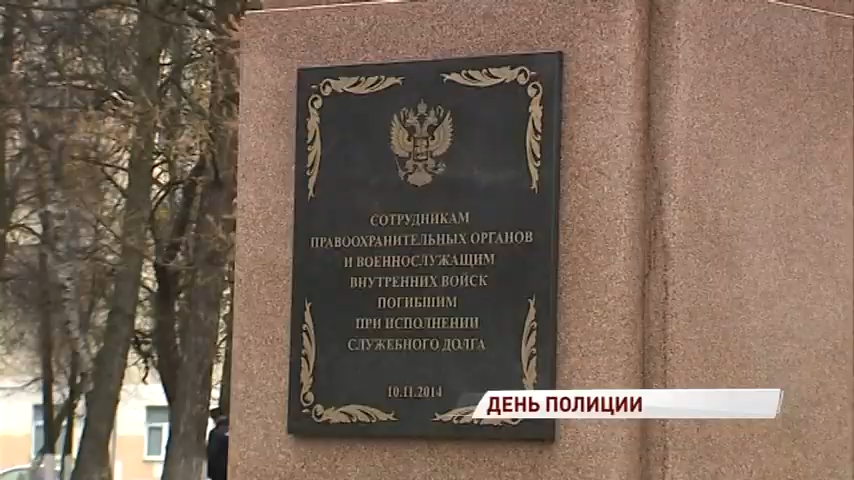 СОТРУДНИКАМ
ПРАВООХРАНИТЕЛЬНЫХ ОРГАНОВ
И ВОЕННОСЛУЖАЩИМ
ВНУТРЕННИХ ВОЙСК
ПОГИБШИМ
ПРИ ИСПОЛНЕНИИ
СЛУЖЕБНОГО ДОЛГА
10.11.2014
ДЕНЬ ПОЛИЦИИ